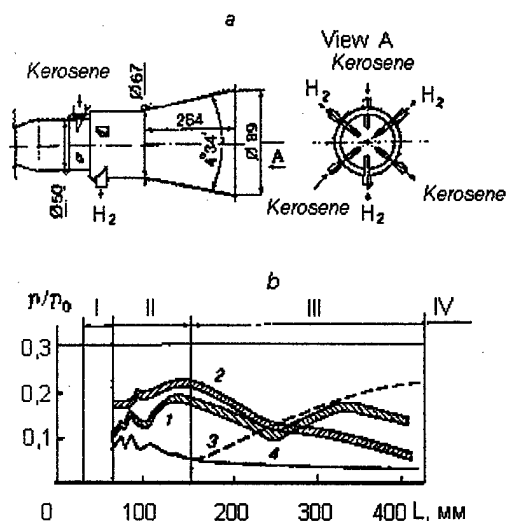 a
View A
Kerosene
Kerosene
H₂
H₂
Ø67
264
4°34'
Ø89
A
Ø50
H₂
Kerosene
Kerosene
H₂
b
p/p₀
I
II
III
IV
0,3
0,2
0,1
2
1
3
4
0
100
200
300
400 L, мм